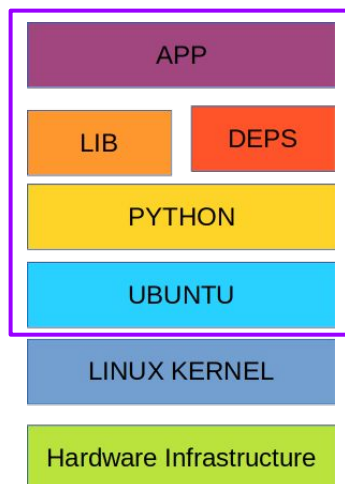 APP
LIB
DEPS
PYTHON
UBUNTU
LINUX KERNEL
Hardware Infrastructure